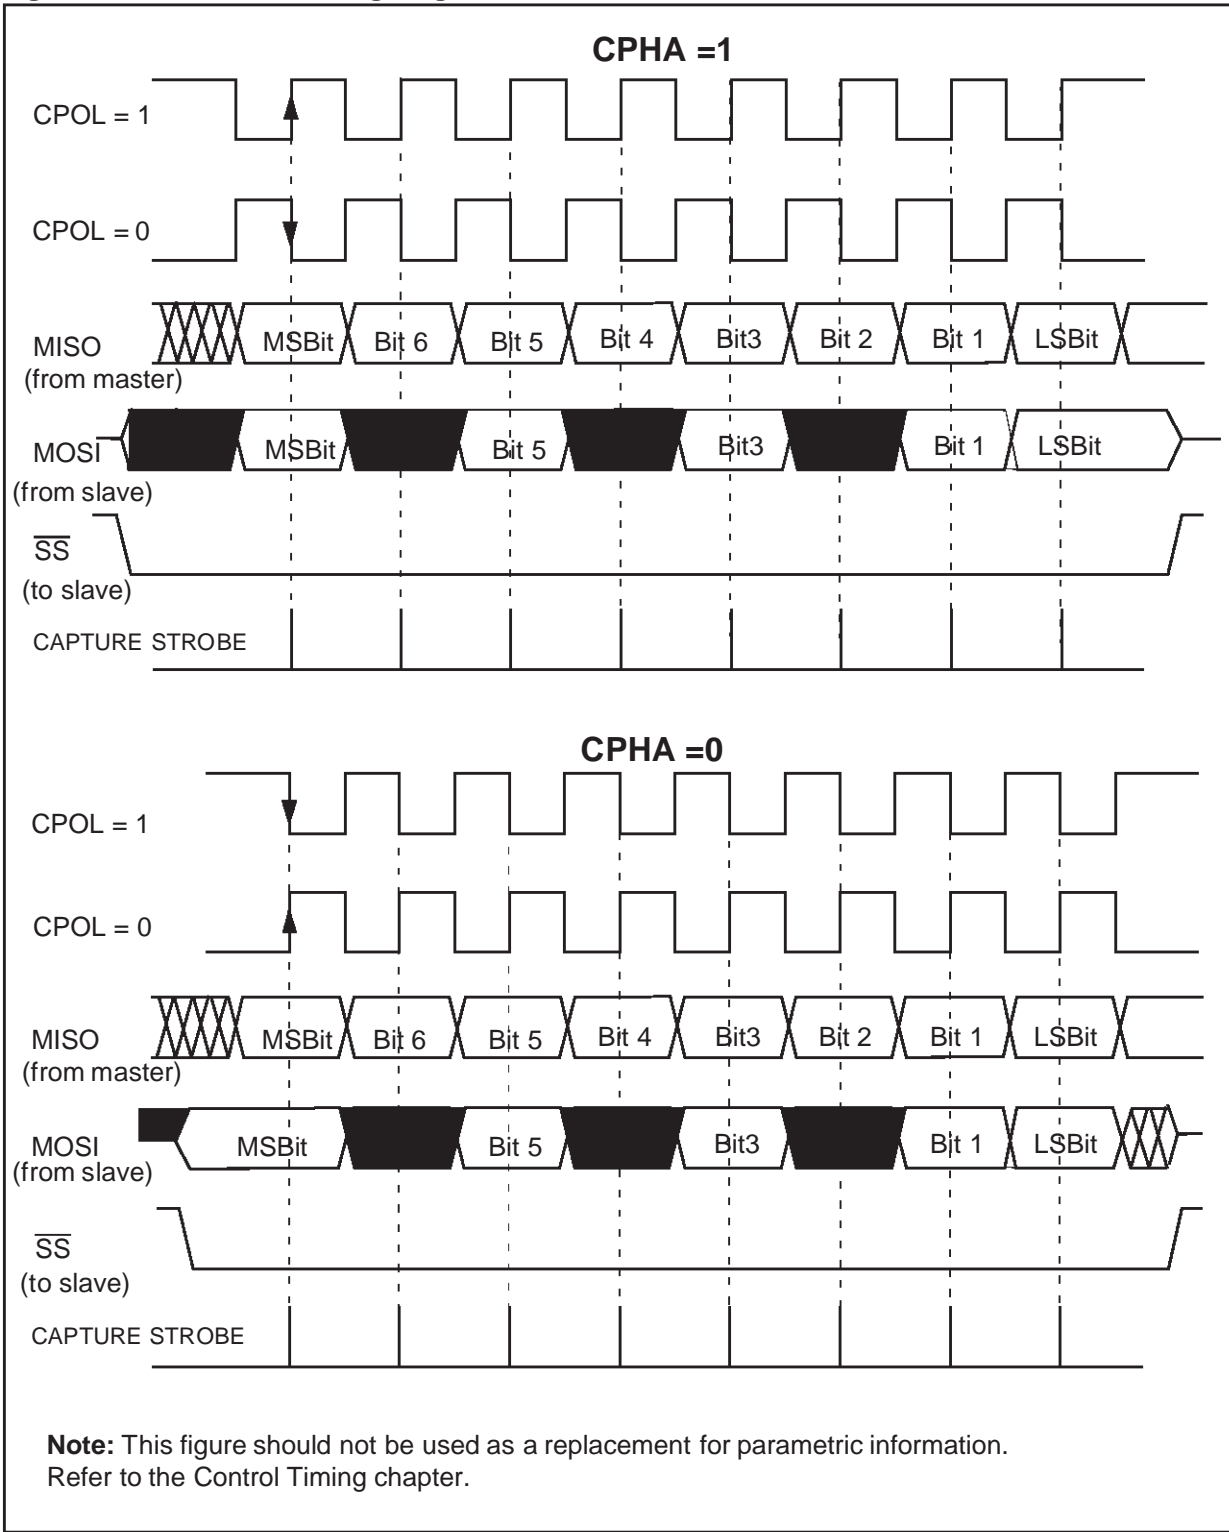 CPHA =1
CPOL = 1
CPOL = 0
MISO
(from master)
MSBit Bit 6 Bit 5 Bit 4 Bit3 Bit 2 Bit 1 LSBit
MOSI
(from slave)
MSBit Bit 5 Bit3 Bit 1 LSBit
SS
(to slave)
CAPTURE STROBE
CPHA =0
CPOL = 1
CPOL = 0
MISO
(from master)
MSBit Bit 6 Bit 5 Bit 4 Bit3 Bit 2 Bit 1 LSBit
MOSI
(from slave)
MSBit Bit 5 Bit3 Bit 1 LSBit
SS
(to slave)
CAPTURE STROBE
Note: This figure should not be used as a replacement for parametric information.
Refer to the Control Timing chapter.